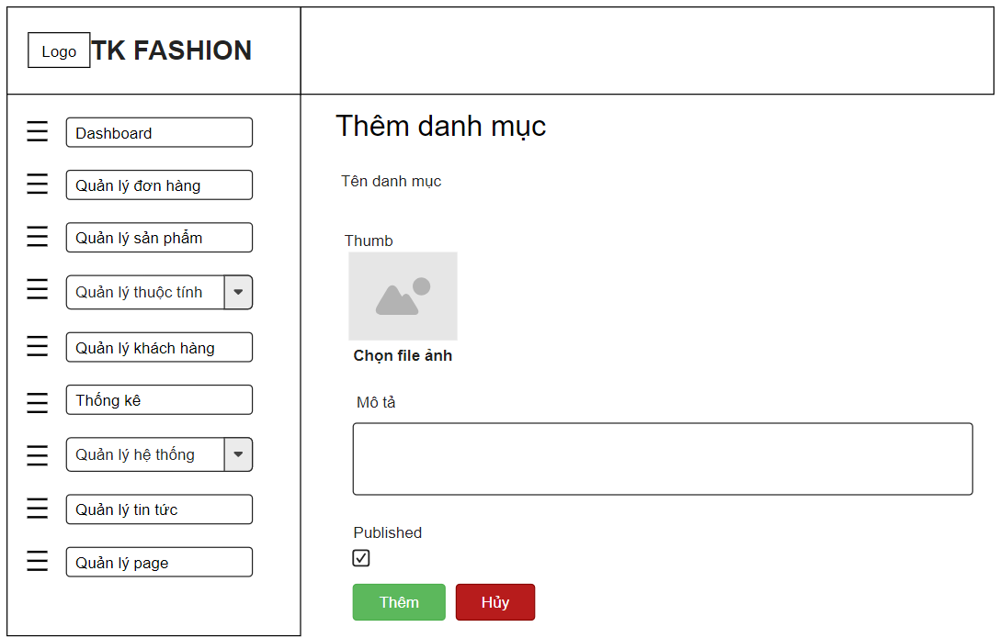 Logo TK FASHION
Dashboard
Quản lý đơn hàng
Quản lý sản phẩm
Quản lý thuộc tính
Quản lý khách hàng
Thống kê
Quản lý hệ thống
Quản lý tin tức
Quản lý page
Thêm danh mục
Tên danh mục
Thumb
Chọn file ảnh
Mô tả
Published
Thêm Hủy